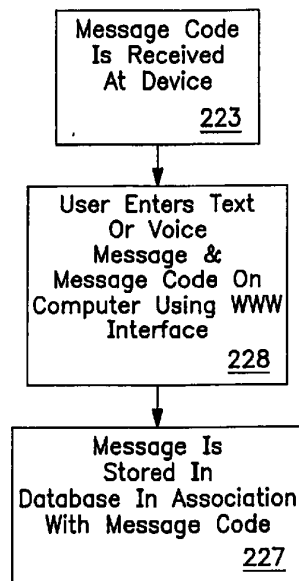 Message Code
Is Received
At Device
223
User Enters Text
Or Voice
Message &
Message Code On
Computer Using WWW
Interface
228
Message Is
Stored In
Database In Association
With Message Code
227